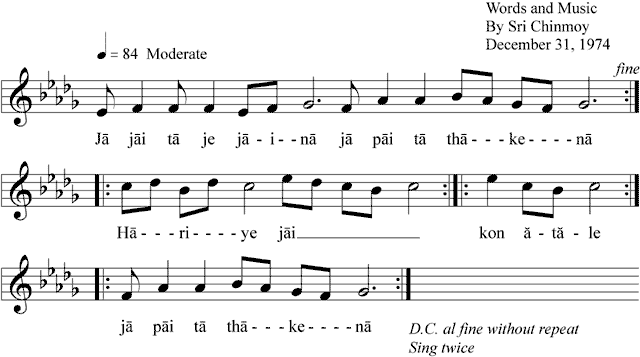 Words and Music
By Sri Chinmoy
December 31, 1974
= 84 Moderate
fine
Jā jāi tā je jā - i - nā jā pāi tā thā - - - - ke - - - - nā
Hā - - - - ri - - - - ye jāi____________ kon ă - tă - le
jā pāi tā thā - - - - ke - - - - nā
D.C. al fine without repeat
Sing twice